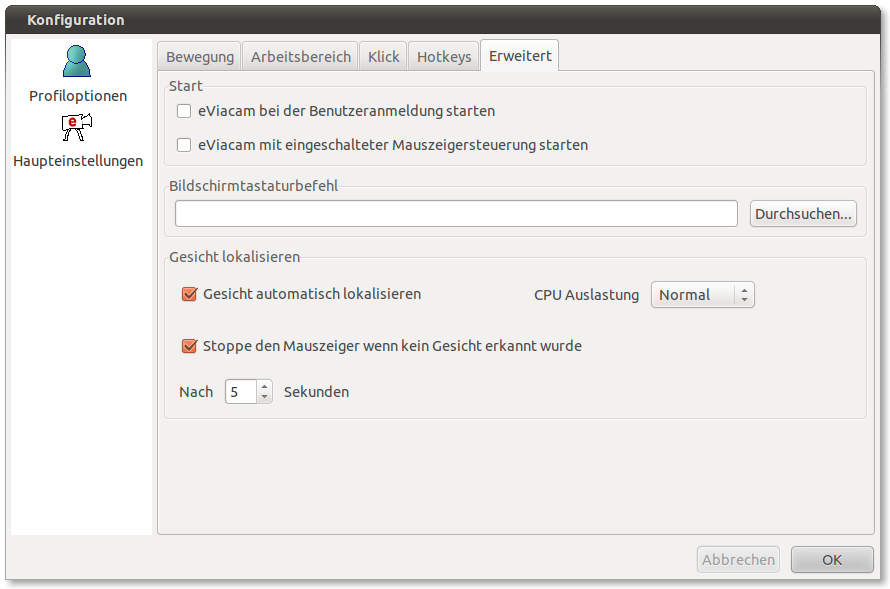 Konfiguration
Profiloptionen
e
Haupteinstellungen
Bewegung Arbeitsbereich Klick Hotkeys Erweitert
Start
eViacam bei der Benutzeranmeldung starten
eViacam mit eingeschalteter Mauszeigersteuerung starten
Bildschirmtastaturbefehl
Durchsuchen...
Gesicht lokalisieren
Gesicht automatisch lokalisieren CPU Auslastung Normal
Stoppe den Mauszeiger wenn kein Gesicht erkannt wurde
Nach 5 Sekunden
Abbrechen OK